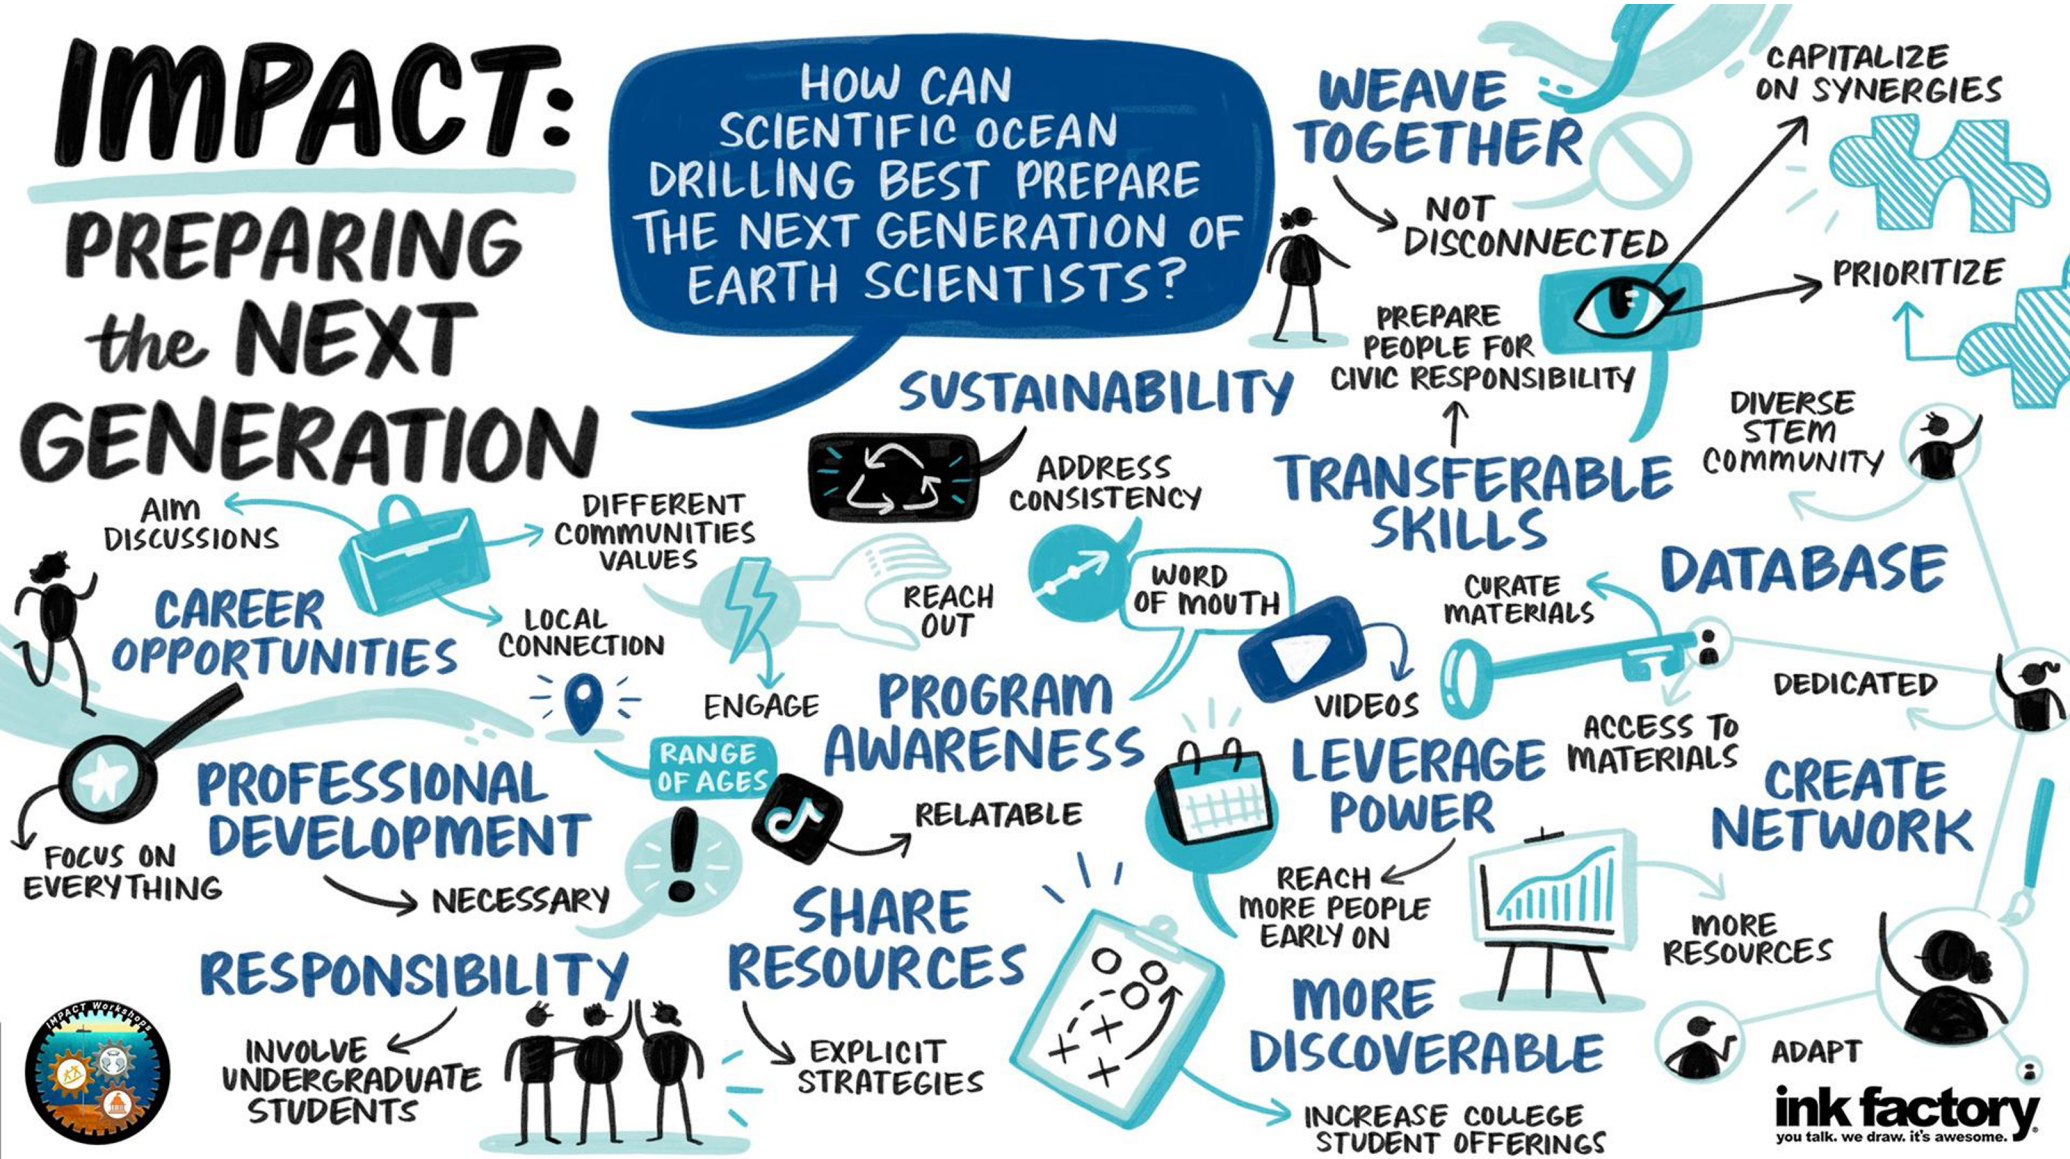 IMPACT:
PREPARING
the NEXT
GENERATION
HOW CAN
SCIENTIFIC OCEAN
DRILLING BEST PREPARE
THE NEXT GENERATION OF
EARTH SCIENTISTS?
WEAVE
TOGETHER
NOT
DISCONNECTED
CAPITALIZE
ON SYNERGIES
PRIORITIZE
PREPARE
PEOPLE FOR
CIVIC RESPONSIBILITY
TRANSFERABLE
SKILLS
SUSTAINABILITY
ADDRESS
CONSISTENCY
DIVERSE
STEM
COMMUNITY
DATABASE
CURATE
MATERIALS
ACCESS TO
MATERIALS
DEDICATED
CREATE
NETWORK
AIM
DISCUSSIONS
DIFFERENT
COMMUNITIES
VALUES
CAREER
OPPORTUNITIES
LOCAL
CONNECTION
REACH
OUT
ENGAGE
WORD
OF MOUTH
VIDEOS
PROGRAM
AWARENESS
RANGE
OF AGES
RELATABLE
LEVERAGE
POWER
REACH
MORE PEOPLE
EARLY ON
PROFESSIONAL
DEVELOPMENT
FOCUS ON
EVERYTHING
NECESSARY
RESPONSIBILITY
INVOLVE
UNDERGRADUATE
STUDENTS
SHARE
RESOURCES
EXPLICIT
STRATEGIES
MORE
RESOURCES
MORE
DISCOVERABLE
INCREASE COLLEGE
STUDENT OFFERINGS
ADAPT
IMPACT Workshops
ink factory
you talk. we draw. it's awesome.